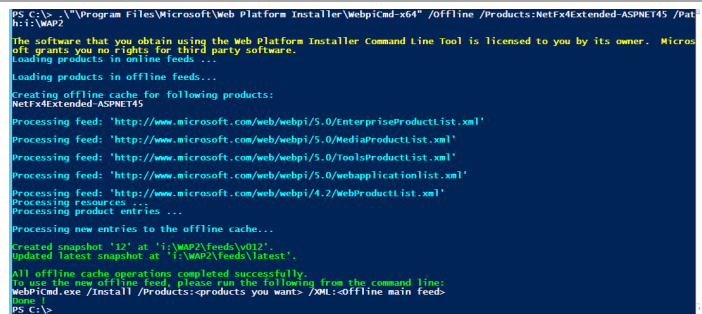 PS C:\> .\"\Program Files\Microsoft\Web Platform Installer\WebpiCmd-x64" /Offline /Products:NetFx4Extended-ASPNET45 /Pat
h:i:\WAP2
The software that you obtain using the Web Platform Installer Command Line Tool is licensed to you by its owner.  Micros
oft grants you no rights for third party software.
Loading products in online feeds ...
Loading products in offline feeds...
Creating offline cache for following products:
NetFx4Extended-ASPNET45
Processing feed: 'http://www.microsoft.com/web/webpi/5.0/EnterpriseProductList.xml'
Processing feed: 'http://www.microsoft.com/web/webpi/5.0/MediaProductList.xml'
Processing feed: 'http://www.microsoft.com/web/webpi/5.0/ToolsProductList.xml'
Processing feed: 'http://www.microsoft.com/web/webpi/5.0/webapplicationlist.xml'
Processing feed: 'http://www.microsoft.com/web/webpi/4.2/WebProductList.xml'
Processing resources ...
Processing product entries ...
Processing new entries to the offline cache...
Created snapshot '12' at 'i:\WAP2\feeds\v012'.
Updated latest snapshot at 'i:\WAP2\feeds\latest'.
All offline cache operations completed successfully.
To use the new offline feed, please run the following from the command line:
WebPiCmd.exe /Install /Products:<products you want> /XML:<Offline main feed>
Done !
PS C:\>